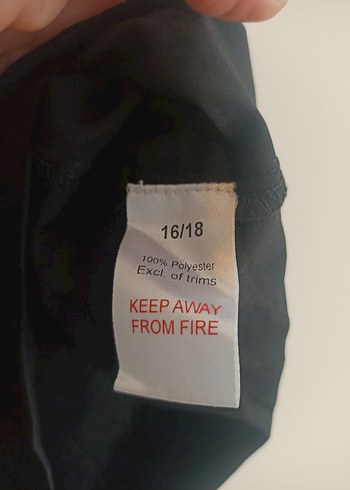 16/18
100% Polyester
Excl. of trims
KEEP AWAY
FROM FIRE